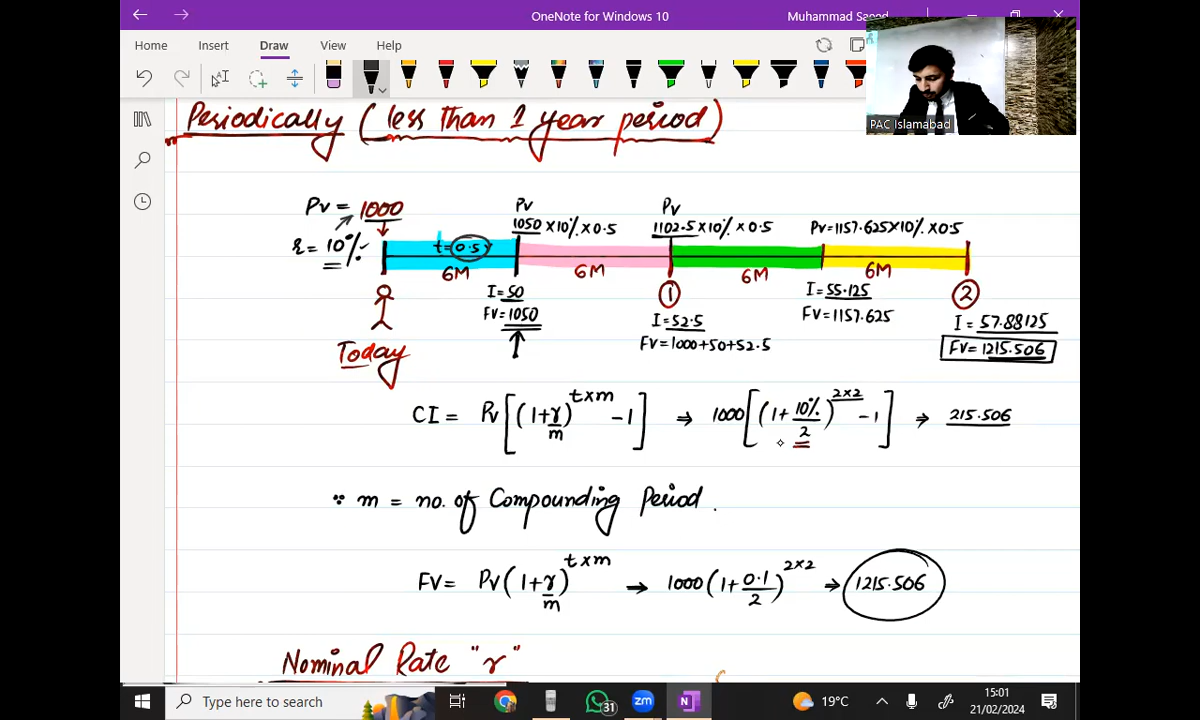 OneNote for Windows 10
Muhammad Saeed
Home Insert Draw View Help
PAC Islamabad
Periodically (less than 1 year period)
Pv = 1000
r = 10%
t=0.5y
Pv
1050 × 10% × 0.5
Pv
1102.5 × 10% × 0.5
Pv=1157.625 × 10% × 0.5
6M 6M 6M 6M
I = 50
FV = 1050
①
I = 52.5
FV = 1000+50+52.5
I = 55.125
FV = 1157.625
②
I = 57.88125
FV = 1215.506
Today
CI = Pv[(1+r/m)^t×m -1] ⇒ 1000[(1+10%/2)^2×2 -1] ⇒ 215.506
∵ m = no. of Compounding Period.
FV = Pv(1+r/m)^t×m → 1000(1+0.1/2)^2×2 ⇒ 1215.506
Nominal Rate "r"
Type here to search
31
zm
N
19°C
15:01
21/02/2024